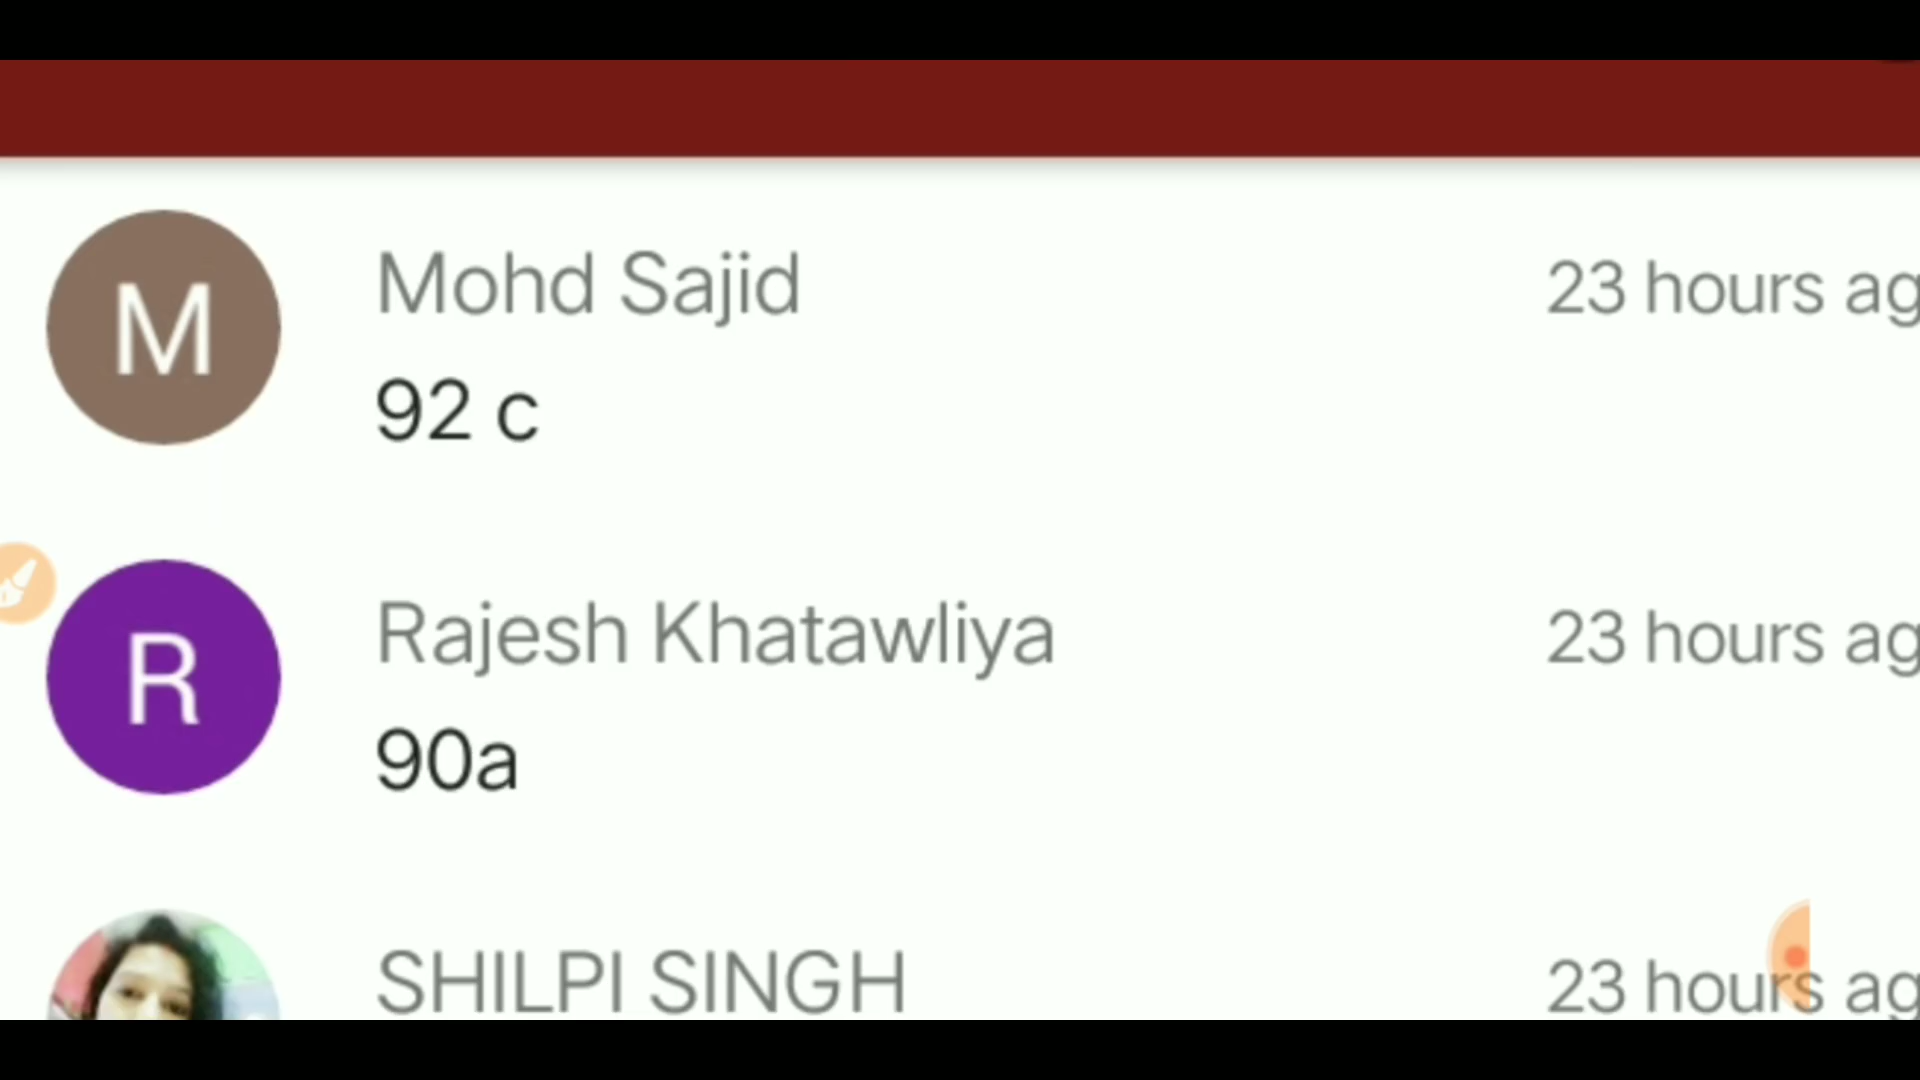 M
Mohd Sajid
23 hours ag
92 c
R
Rajesh Khatawliya
23 hours ag
90a
SHILPI SINGH
23 hours ag